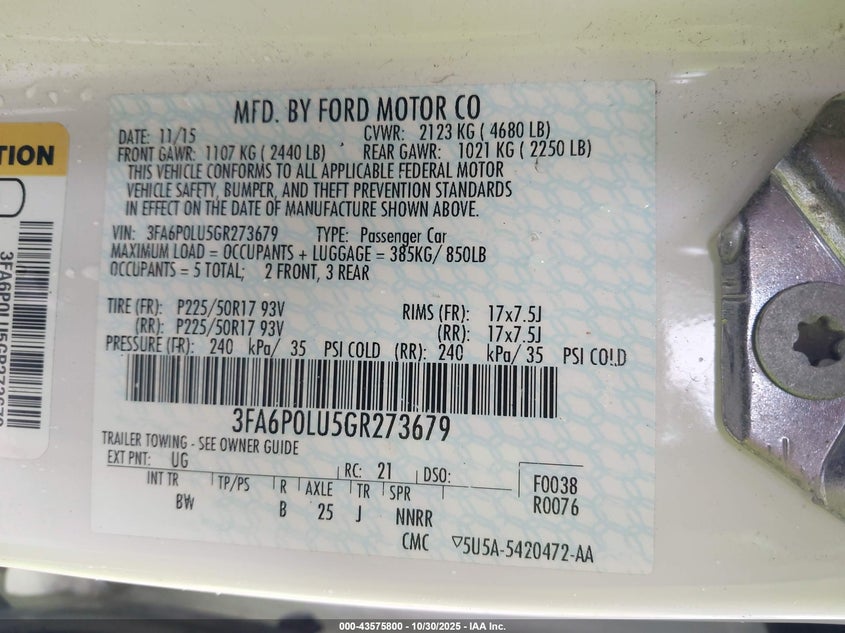 MFD. BY FORD MOTOR CO
DATE: 11/15 CVWR: 2123 KG ( 4680 LB)
FRONT GAWR: 1107 KG ( 2440 LB) REAR GAWR: 1021 KG ( 2250 LB)
THIS VEHICLE CONFORMS TO ALL APPLICABLE FEDERAL MOTOR
VEHICLE SAFETY, BUMPER, AND THEFT PREVENTION STANDARDS
IN EFFECT ON THE DATE OF MANUFACTURE SHOWN ABOVE.
VIN: 3FA6P0LU5GR273679 TYPE: Passenger Car
MAXIMUM LOAD = OCCUPANTS + LUGGAGE = 385KG/ 850LB
OCCUPANTS = 5 TOTAL; 2 FRONT, 3 REAR
TIRE (FR): P225/50R17 93V RIMS (FR): 17x7.5J
(RR): P225/50R17 93V (RR): 17x7.5J
PRESSURE (FR): 240 kPa/ 35 PSI COLD (RR): 240 kPa/ 35 PSI COLD
3FA6P0LU5GR273679
TRAILER TOWING - SEE OWNER GUIDE
EXT PNT: UG RC: 21 DSO:
INT TR TP/PS R AXLE TR SPR
BW B 25 J NNRR
F0038
R0076
CMC ▽5U5A-5420472-AA
TION
3FA6P0LU5GR273679
000-43575800 - 10/30/2025 - IAA Inc.